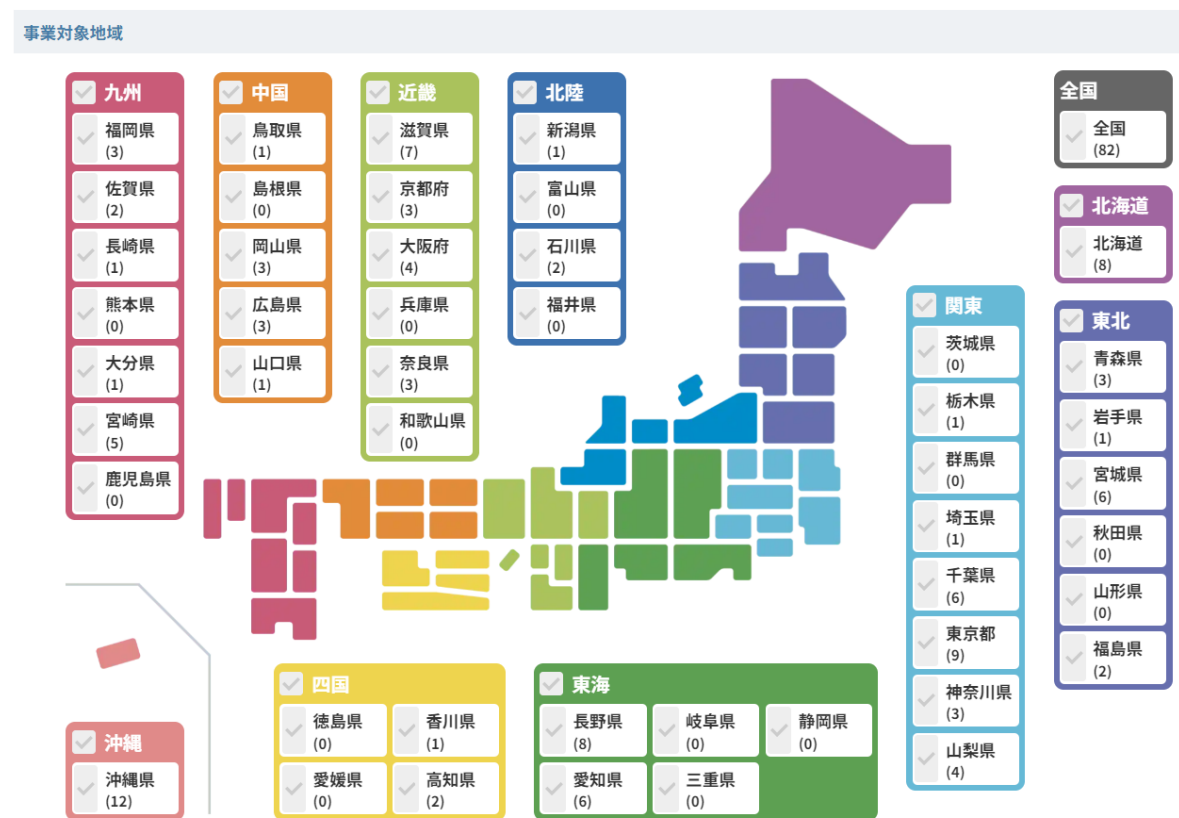 事業対象地域
九州
福岡県
(3)
佐賀県
(2)
長崎県
(1)
熊本県
(0)
大分県
(1)
宮崎県
(5)
鹿児島県
(0)
中国
鳥取県
(1)
島根県
(0)
岡山県
(3)
広島県
(3)
山口県
(1)
近畿
滋賀県
(7)
京都府
(3)
大阪府
(4)
兵庫県
(0)
奈良県
(3)
和歌山県
(0)
北陸
新潟県
(1)
富山県
(0)
石川県
(2)
福井県
(0)
全国
全国
(82)
北海道
北海道
(8)
関東
茨城県
(0)
栃木県
(1)
群馬県
(0)
埼玉県
(1)
千葉県
(6)
東京都
(9)
神奈川県
(3)
山梨県
(4)
東北
青森県
(3)
岩手県
(1)
宮城県
(6)
秋田県
(0)
山形県
(0)
福島県
(2)
沖縄
沖縄県
(12)
四国
徳島県
(0)
香川県
(1)
愛媛県
(0)
高知県
(2)
東海
長野県
(8)
岐阜県
(0)
静岡県
(0)
愛知県
(6)
三重県
(0)